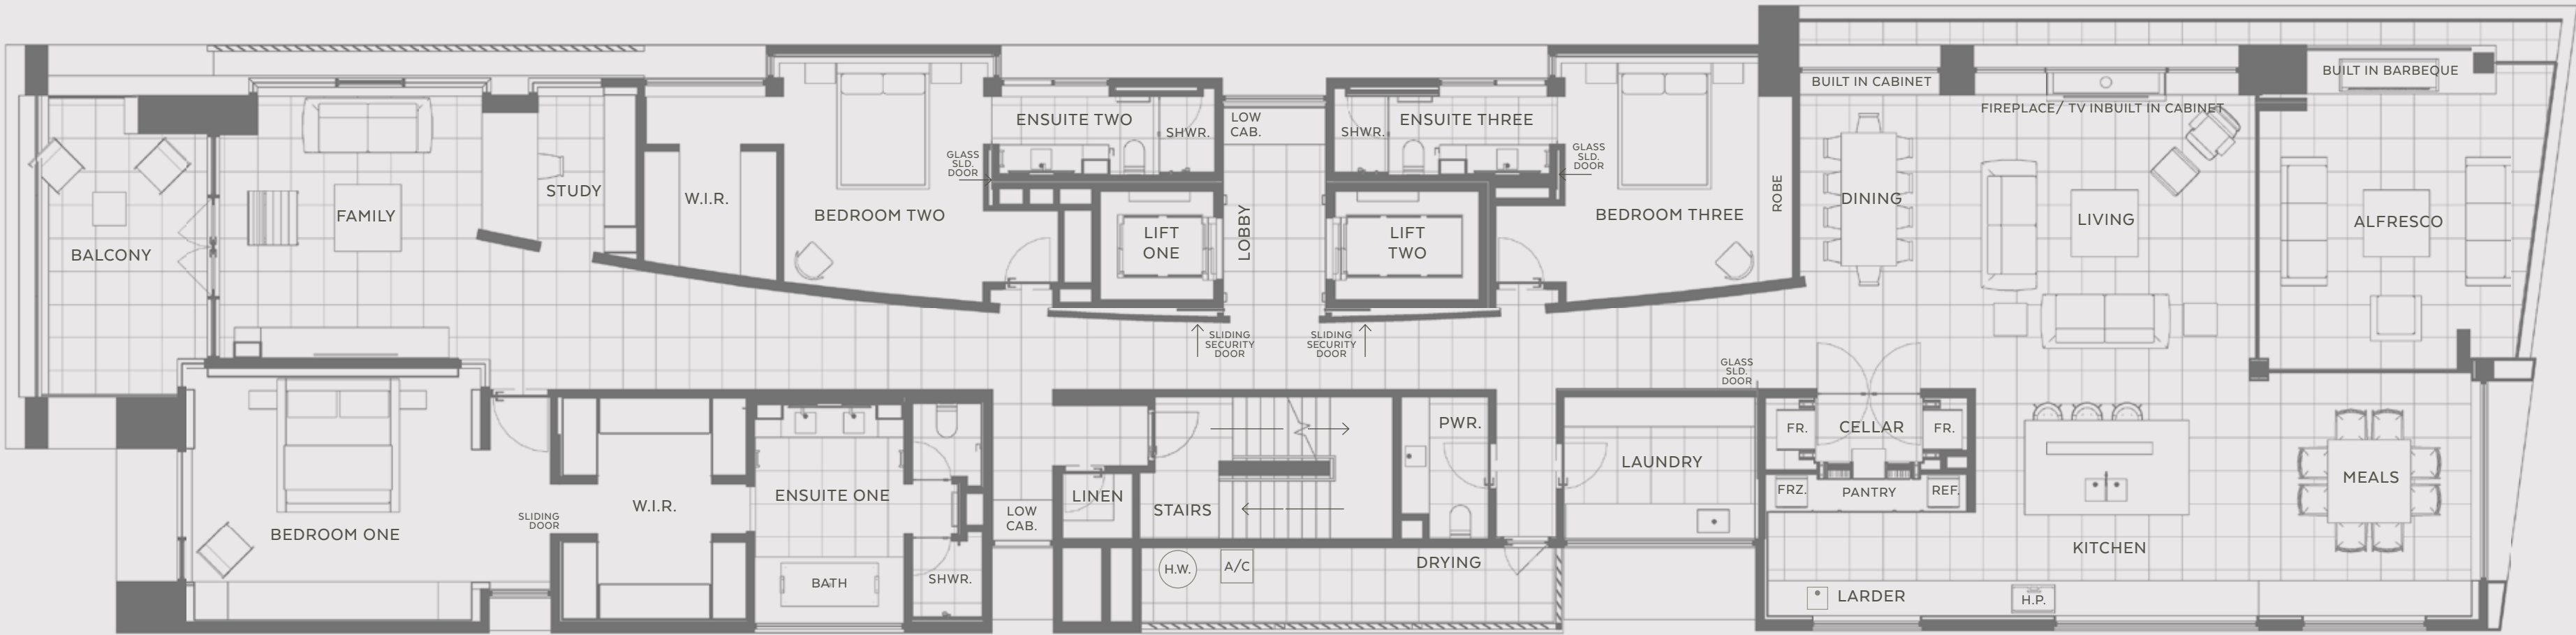 BALCONY
FAMILY
STUDY
W.I.R.
BEDROOM TWO
GLASS
SLD.
DOOR
ENSUITE TWO
SHWR.
LIFT
ONE
LOW
CAB.
LOBBY
SLIDING
SECURITY
DOOR
SLIDING
SECURITY
DOOR
SHWR.
ENSUITE THREE
LIFT
TWO
GLASS
SLD.
DOOR
BEDROOM THREE
ROBE
BUILT IN CABINET
DINING
FIREPLACE/ TV INBUILT IN CABINET
LIVING
BUILT IN BARBEQUE
ALFRESCO
BEDROOM ONE
SLIDING
DOOR
W.I.R.
ENSUITE ONE
BATH
SHWR.
LOW
CAB.
LINEN
STAIRS
H.W.
A/C
PWR.
DRYING
LAUNDRY
GLASS
SLD.
DOOR
FR.
CELLAR
FR.
FRZ.
PANTRY
REF.
LARDER
H.P.
KITCHEN
MEALS